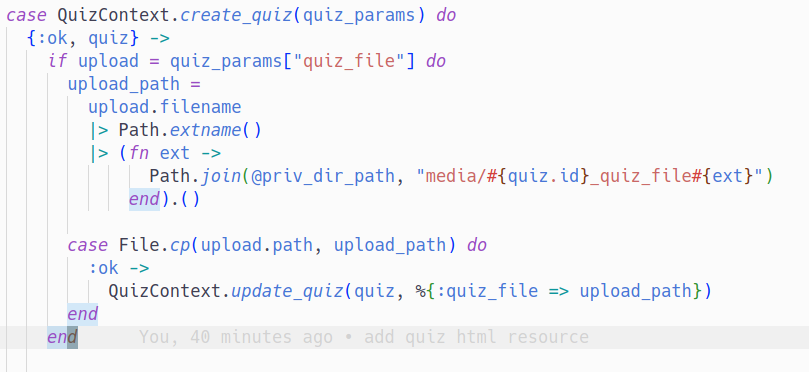 case QuizContext.create_quiz(quiz_params) do
  {:ok, quiz} ->
    if upload = quiz_params["quiz_file"] do
      upload_path =
        upload.filename
        |> Path.extname()
        |> (fn ext ->
              Path.join(@priv_dir_path, "media/#{quiz.id}_quiz_file#{ext}")
            end).()

      case File.cp(upload.path, upload_path) do
        :ok ->
          QuizContext.update_quiz(quiz, %{:quiz_file => upload_path})
      end
    end      You, 40 minutes ago • add quiz html resource